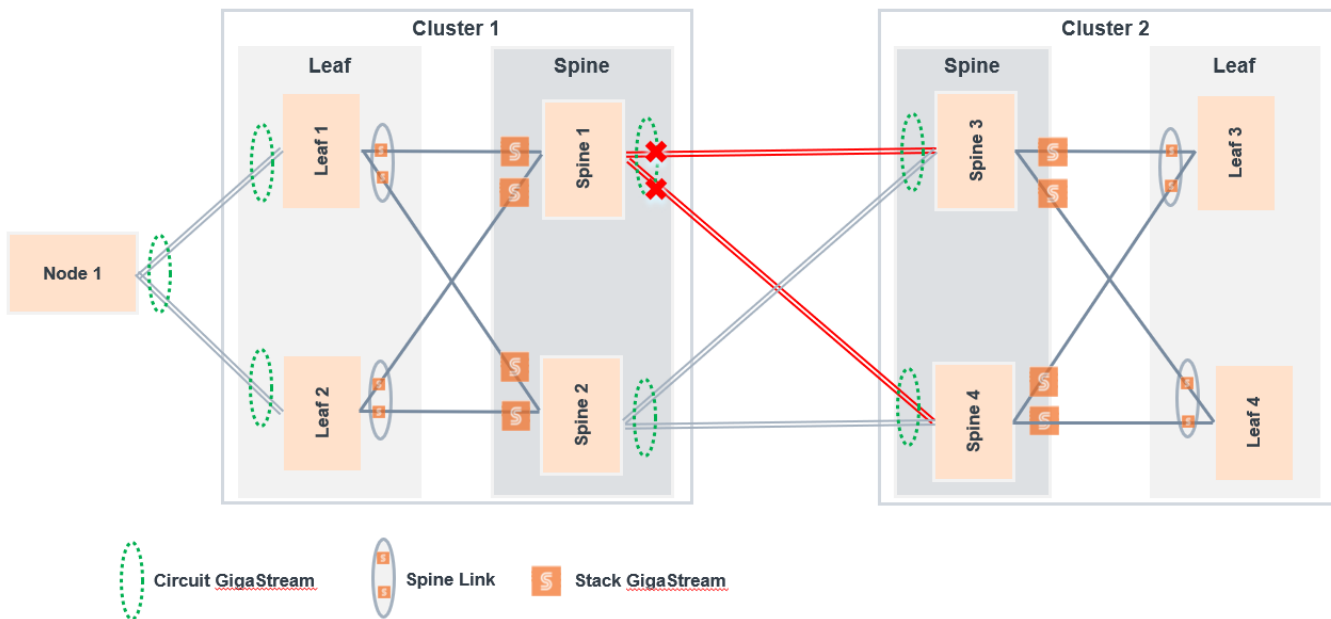 Cluster 1
Cluster 2
Leaf
Spine
Spine
Leaf
Leaf 1
Spine 1
Spine 3
Leaf 3
Node 1
Leaf 2
Spine 2
Spine 4
Leaf 4
Circuit GigaStream
Spine Link
Stack GigaStream